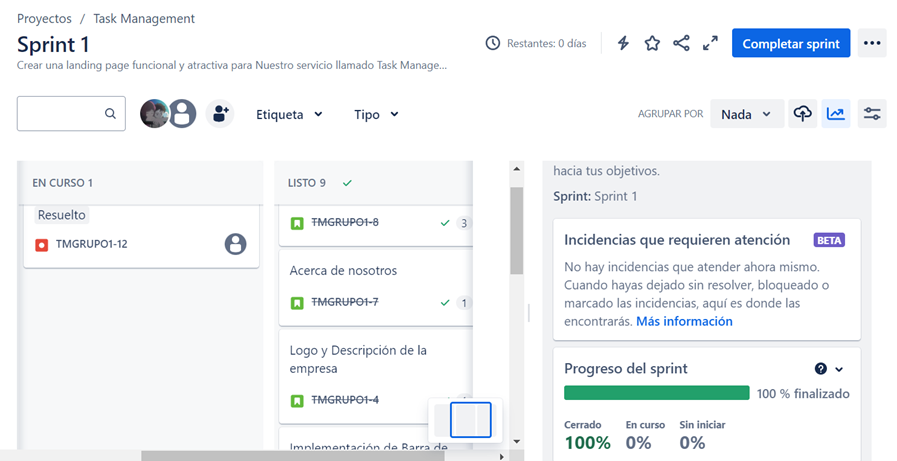 Proyectos / Task Management
Sprint 1
Crear una landing page funcional y atractiva para Nuestro servicio llamado Task Manage...
Restantes: 0 días
Completar sprint
Etiqueta
Tipo
AGRUPAR POR
Nada
EN CURSO 1
Resuelto
TMGRUPO1-12
LISTO 9
TMGRUPO1-8
3
Acerca de nosotros
TMGRUPO1-7
1
Logo y Descripción de la
empresa
TMGRUPO1-4
Implementación de Barra de
hacia tus objetivos.
Sprint: Sprint 1
Incidencias que requieren atención BETA
No hay incidencias que atender ahora mismo.
Cuando hayas dejado sin resolver, bloqueado o
marcado las incidencias, aquí es donde las
encontrarás. Más información
Progreso del sprint
100 % finalizado
Cerrado En curso Sin iniciar
100% 0% 0%